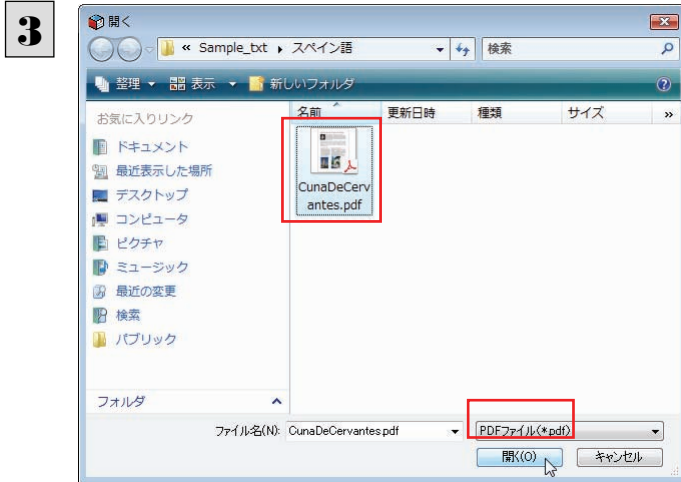 3
開く
« Sample_txt ▸ スペイン語
検索
整理 ▼ 表示 ▼ 新しいフォルダ
お気に入りリンク
ドキュメント
最近表示した場所
デスクトップ
コンピュータ
ピクチャ
ミュージック
最近の変更
検索
パブリック
フォルダ
名前 更新日時 種類 サイズ »
CunaDeCerv
antes.pdf
ファイル名(N): CunaDeCervantes.pdf
PDFファイル(*.pdf)
開く(O) キャンセル